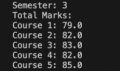 Semester: 3
Total Marks:
Course 1: 79.0
Course 2: 82.0
Course 3: 83.0
Course 4: 82.0
Course 5: 85.0